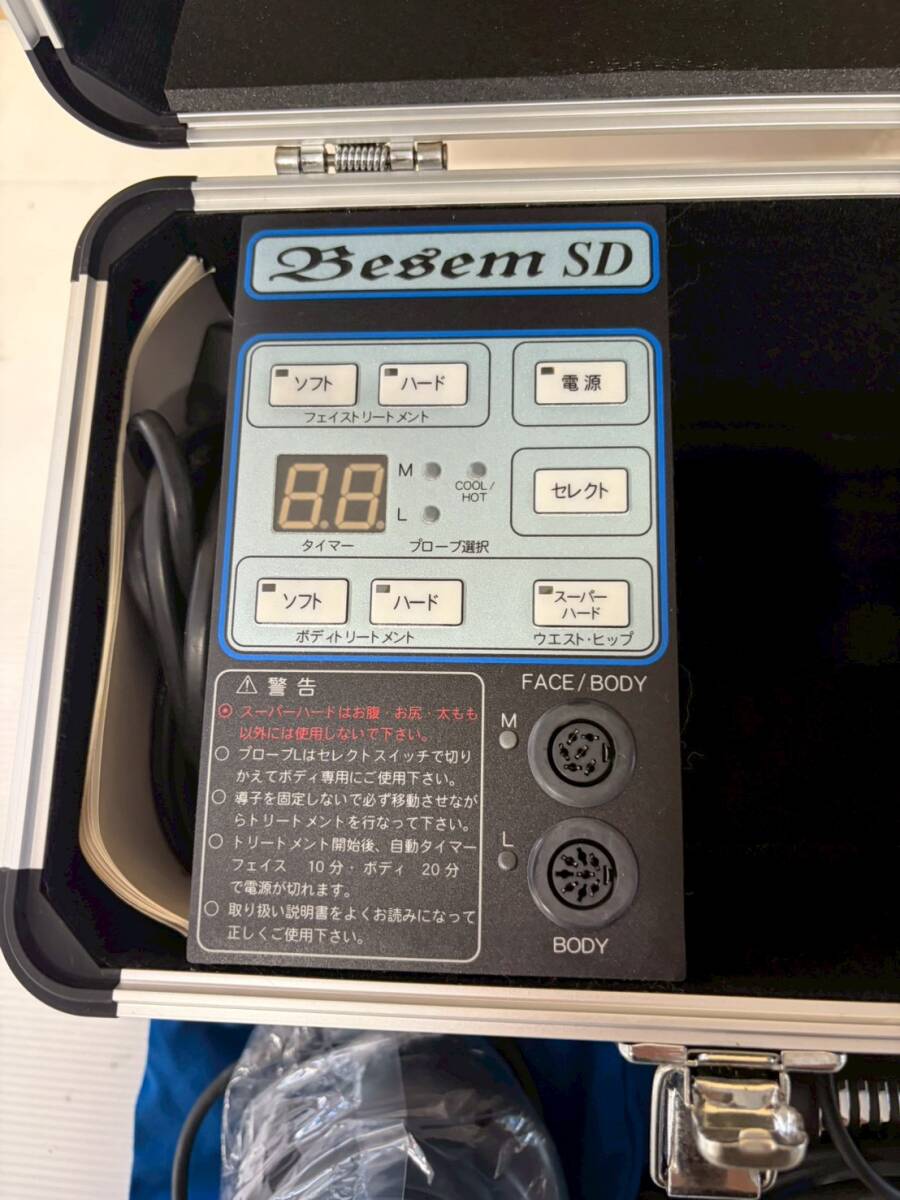 Besem SD
ソフト
ハード
電源
フェイストリートメント
8.8.
M
COOL/
HOT
L
セレクト
タイマー
プローブ選択
ソフト
ハード
スーパー
ハード
ボディトリートメント
ウエスト・ヒップ
⚠ 警告
◉ スーパーハードはお腹・お尻・太もも
以外には使用しないで下さい。
○ プローブLはセレクトスイッチで切り
かえてボディ専用にご使用下さい。
○ 導子を固定しないで必ず移動させなが
らトリートメントを行なって下さい。
○ トリートメント開始後、自動タイマー
フェイス 10分・ボディ 20分
で電源が切れます。
○ 取り扱い説明書をよくお読みになって
正しくご使用下さい。
FACE/BODY
M
L
BODY